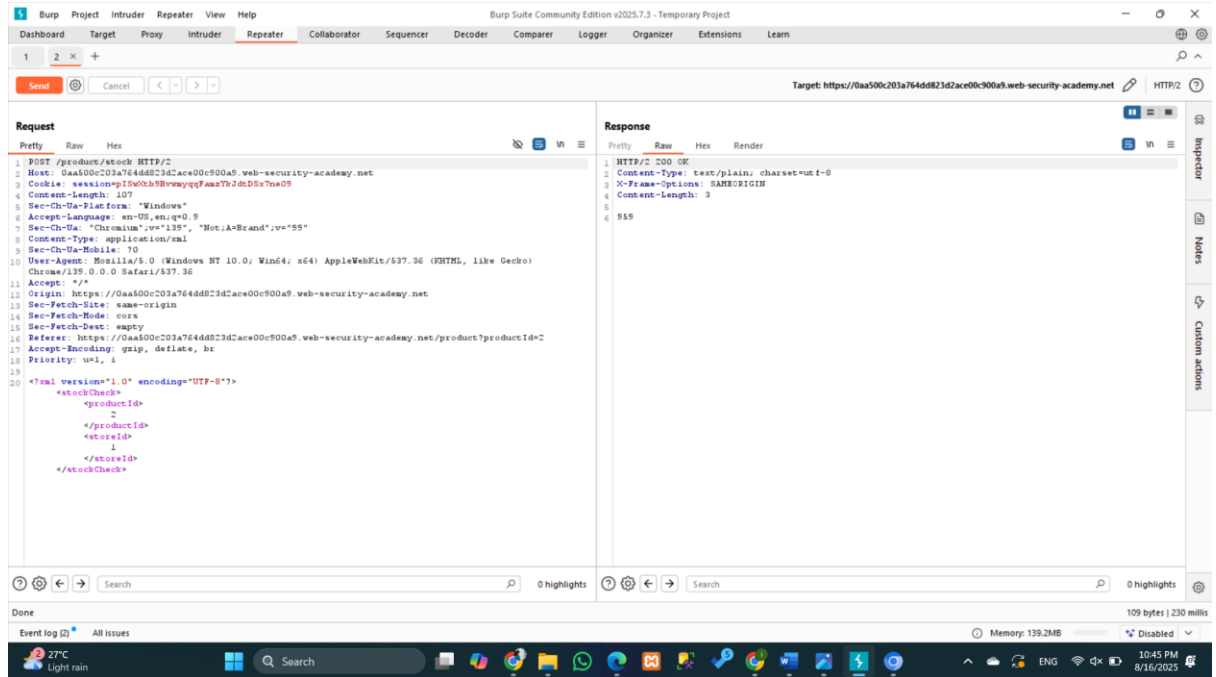 Burp Project Intruder Repeater View Help Burp Suite Community Edition v2025.7.3 - Temporary Project
Dashboard Target Proxy Intruder Repeater Collaborator Sequencer Decoder Comparer Logger Organizer Extensions Learn
1 2 × +
Send Cancel Target: https://0aa500c203a764dd823d2ace00c900a9.web-security-academy.net HTTP/2
Request
Pretty Raw Hex \n
1 POST /product/stock HTTP/2
2 Host: 0aa500c203a764dd823d2ace00c900a9.web-security-academy.net
3 Cookie: session=pISwXtb9BvwmyqqFamzYkJdtDSx7ne09
4 Content-Length: 107
5 Sec-Ch-Ua-Platform: "Windows"
6 Accept-Language: en-US,en;q=0.9
7 Sec-Ch-Ua: "Chromium";v="139", "Not;A=Brand";v="99"
8 Content-Type: application/xml
9 Sec-Ch-Ua-Mobile: ?0
10 User-Agent: Mozilla/5.0 (Windows NT 10.0; Win64; x64) AppleWebKit/537.36 (KHTML, like Gecko)
Chrome/139.0.0.0 Safari/537.36
11 Accept: */*
12 Origin: https://0aa500c203a764dd823d2ace00c900a9.web-security-academy.net
13 Sec-Fetch-Site: same-origin
14 Sec-Fetch-Mode: cors
15 Sec-Fetch-Dest: empty
16 Referer: https://0aa500c203a764dd823d2ace00c900a9.web-security-academy.net/product?productId=2
17 Accept-Encoding: gzip, deflate, br
18 Priority: u=1, i
19
20 <?xml version="1.0" encoding="UTF-8"?>
<stockCheck>
<productId>
2
</productId>
<storeId>
1
</storeId>
</stockCheck>
Response
Pretty Raw Hex Render \n
1 HTTP/2 200 OK
2 Content-Type: text/plain; charset=utf-8
3 X-Frame-Options: SAMEORIGIN
4 Content-Length: 3
5
6 959
Inspector
Notes
Custom actions
Search 0 highlights
Search 0 highlights
Done 109 bytes | 230 millis
Event log (2) All issues Memory: 139.2MB Disabled
2 27°C
Light rain
Search
ENG
10:45 PM
8/16/2025